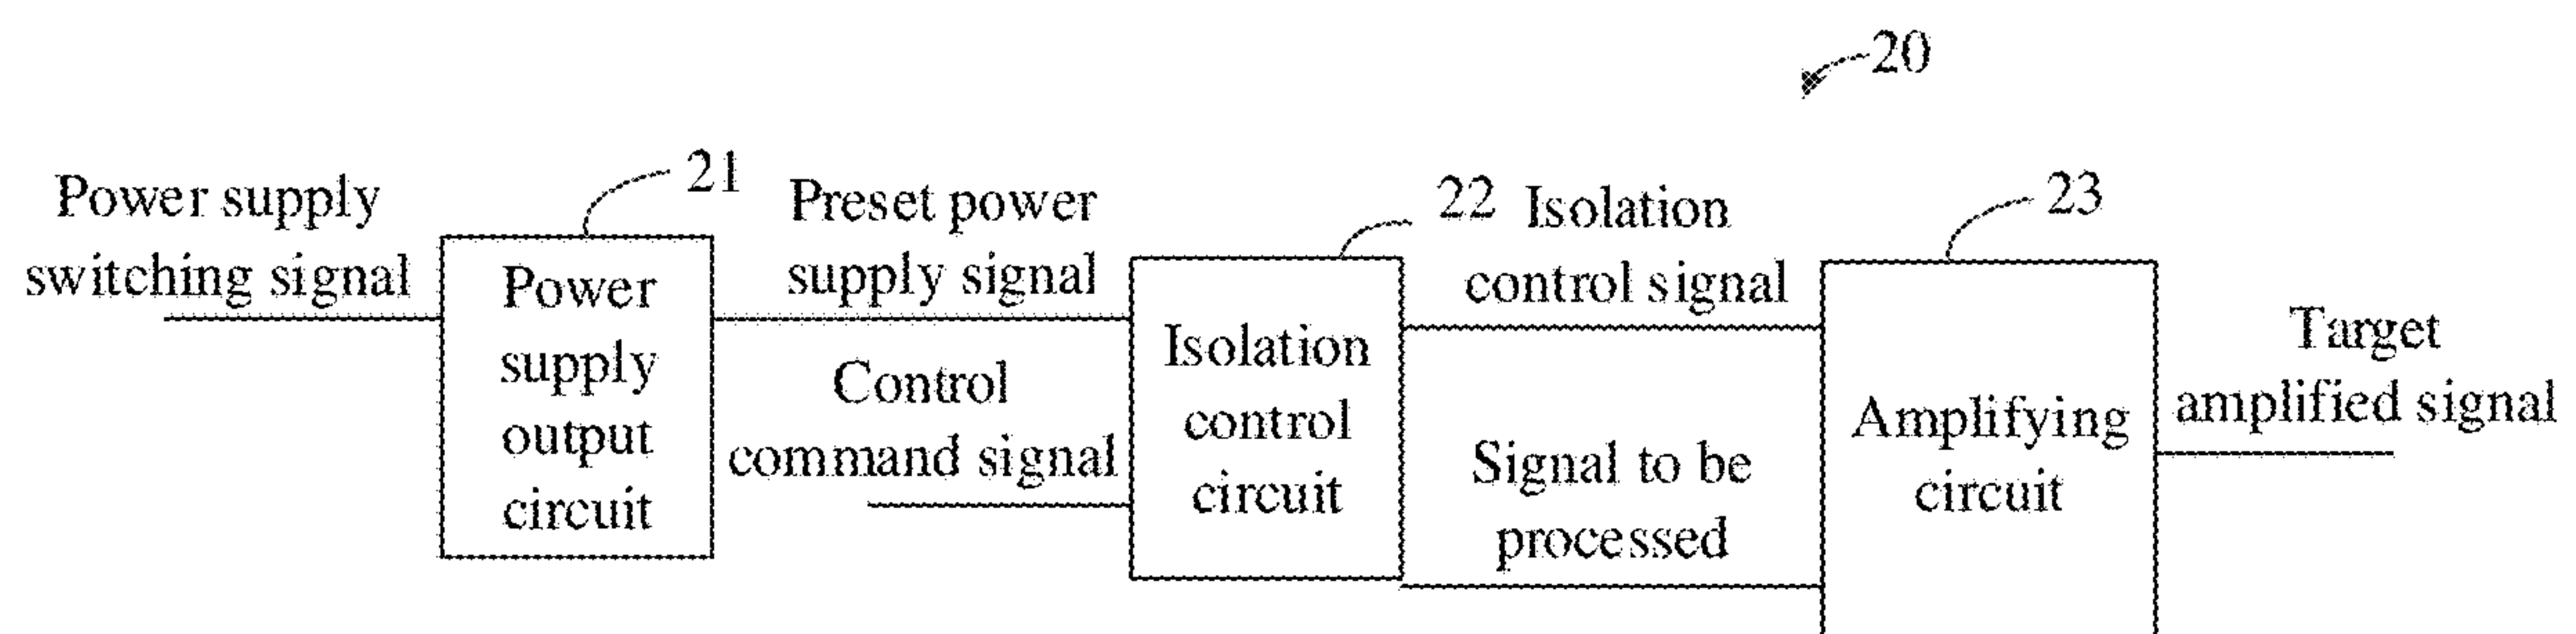 20
Power supply
switching signal
21
Power
supply
output
circuit
Preset power
supply signal
Control
command signal
22
Isolation
control
circuit
Isolation
control signal
Signal to be
processed
23
Amplifying
circuit
Target
amplified signal